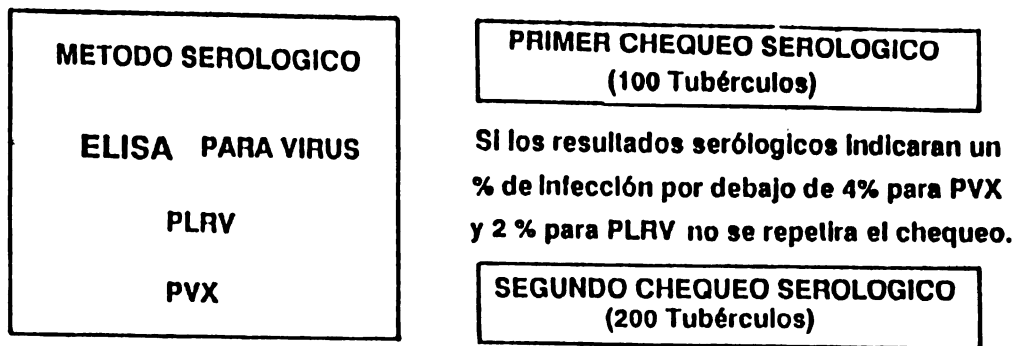 METODO SEROLOGICO
ELISA PARA VIRUS
PLRV
PVX
PRIMER CHEQUEO SEROLOGICO
(100 Tubérculos)
Si los resultados serólogicos indicaran un
% de infección por debajo de 4% para PVX
y 2 % para PLRV no se repetira el chequeo.
SEGUNDO CHEQUEO SEROLOGICO
(200 Tubérculos)